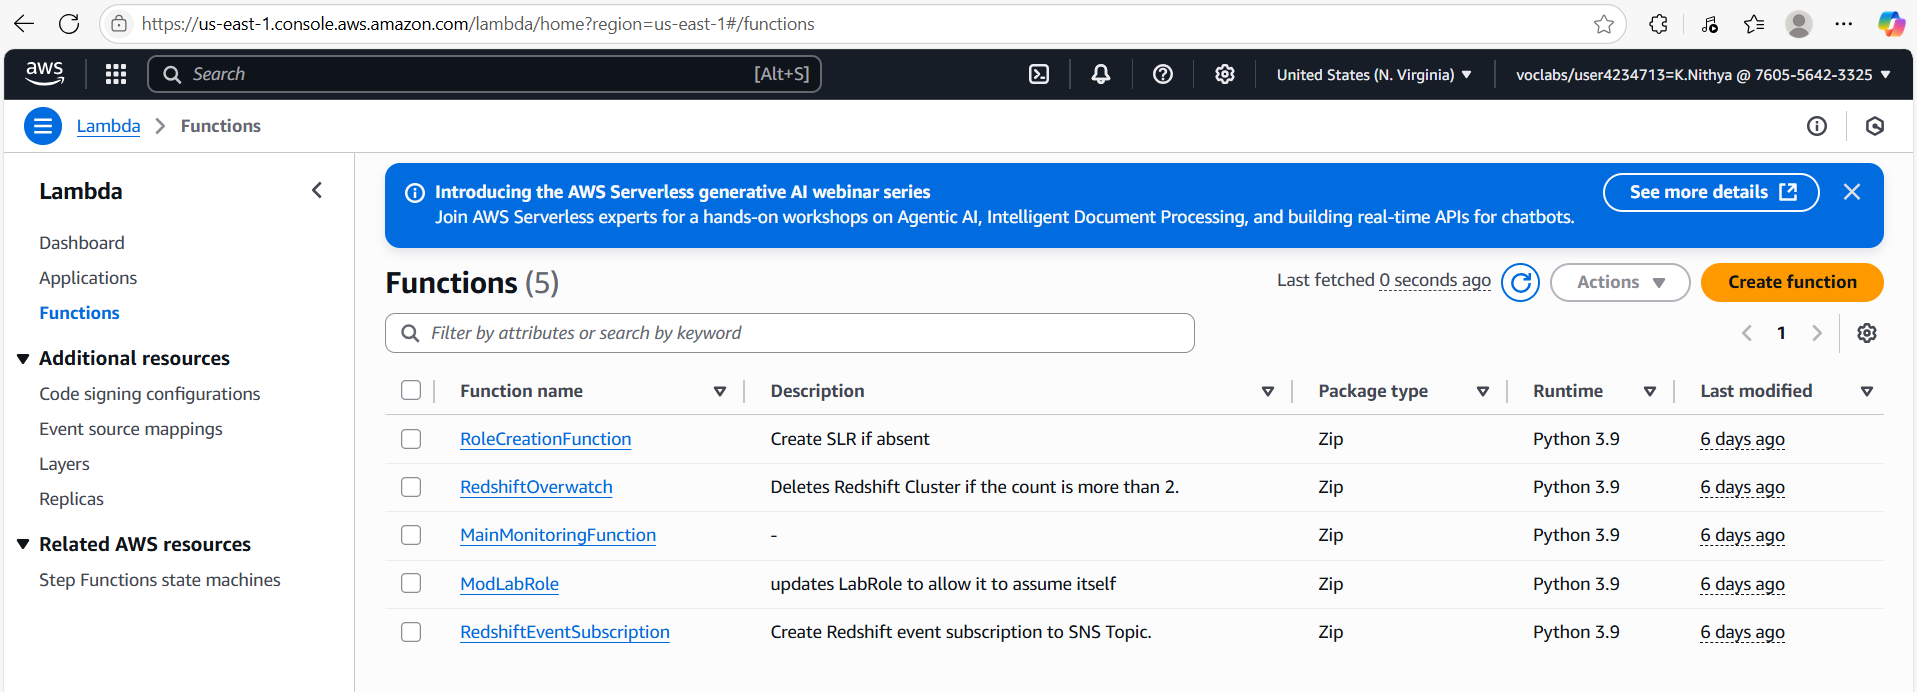 https://us-east-1.console.aws.amazon.com/lambda/home?region=us-east-1#/functions
aws
Search [Alt+S]
United States (N. Virginia) ▼
voclabs/user4234713=K.Nithya @ 7605-5642-3325 ▼
Lambda > Functions
Lambda
Dashboard
Applications
Functions
Additional resources
Code signing configurations
Event source mappings
Layers
Replicas
Related AWS resources
Step Functions state machines
Introducing the AWS Serverless generative AI webinar series
Join AWS Serverless experts for a hands-on workshops on Agentic AI, Intelligent Document Processing, and building real-time APIs for chatbots.
See more details
Functions (5)
Last fetched 0 seconds ago
Actions
Create function
Filter by attributes or search by keyword
1
Function name Description Package type Runtime Last modified
RoleCreationFunction Create SLR if absent Zip Python 3.9 6 days ago
RedshiftOverwatch Deletes Redshift Cluster if the count is more than 2. Zip Python 3.9 6 days ago
MainMonitoringFunction - Zip Python 3.9 6 days ago
ModLabRole updates LabRole to allow it to assume itself Zip Python 3.9 6 days ago
RedshiftEventSubscription Create Redshift event subscription to SNS Topic. Zip Python 3.9 6 days ago